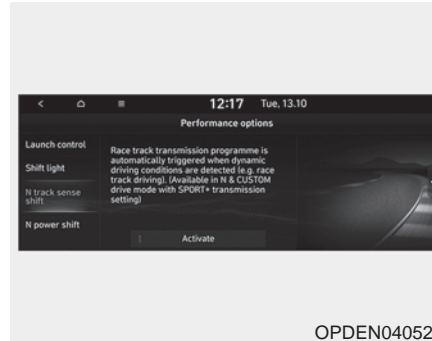 12:17 Tue, 13.10
Performance options
Launch control
Shift light
N track sense
shift
N power shift
Race track transmission programme is
automatically triggered when dynamic
driving conditions are detected (e.g. race
track driving). (Available in N & CUSTOM
drive mode with SPORT+ transmission
setting)
Activate
OPDEN04052